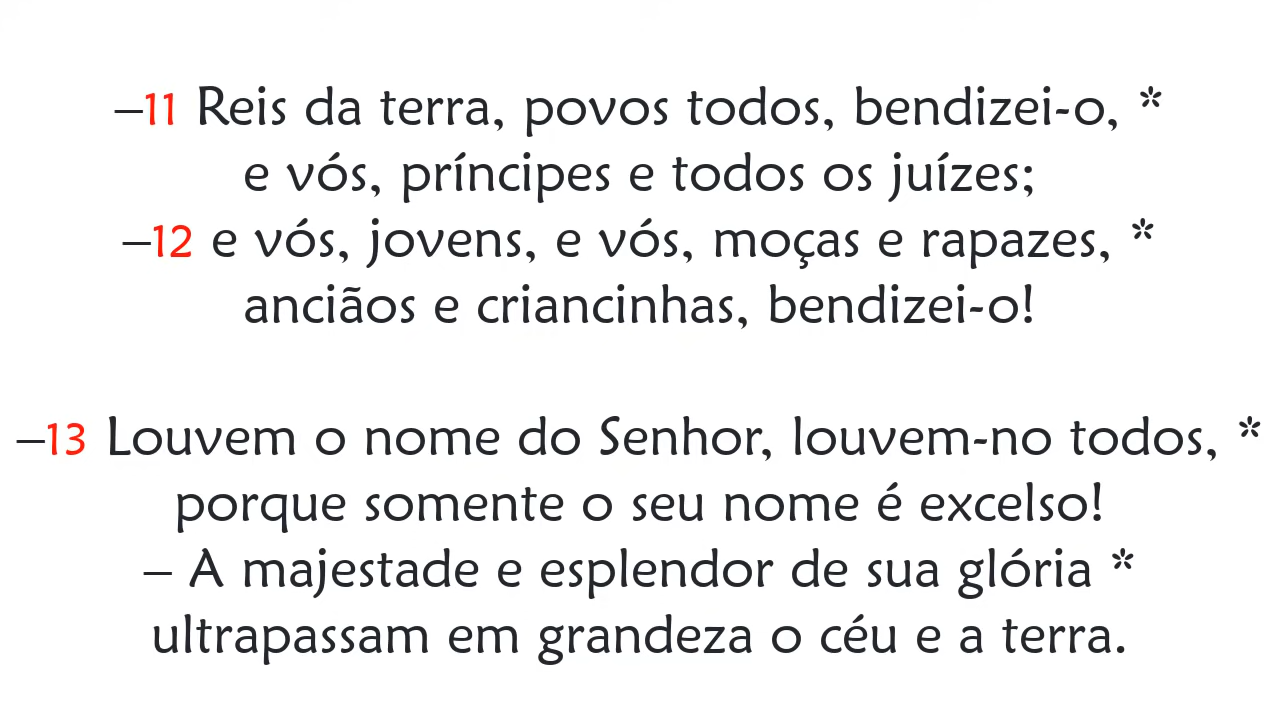 –11 Reis da terra, povos todos, bendizei-o, *
e vós, príncipes e todos os juízes;
–12 e vós, jovens, e vós, moças e rapazes, *
anciãos e criancinhas, bendizei-o!
–13 Louvem o nome do Senhor, louvem-no todos, *
porque somente o seu nome é excelso!
– A majestade e esplendor de sua glória *
ultrapassam em grandeza o céu e a terra.